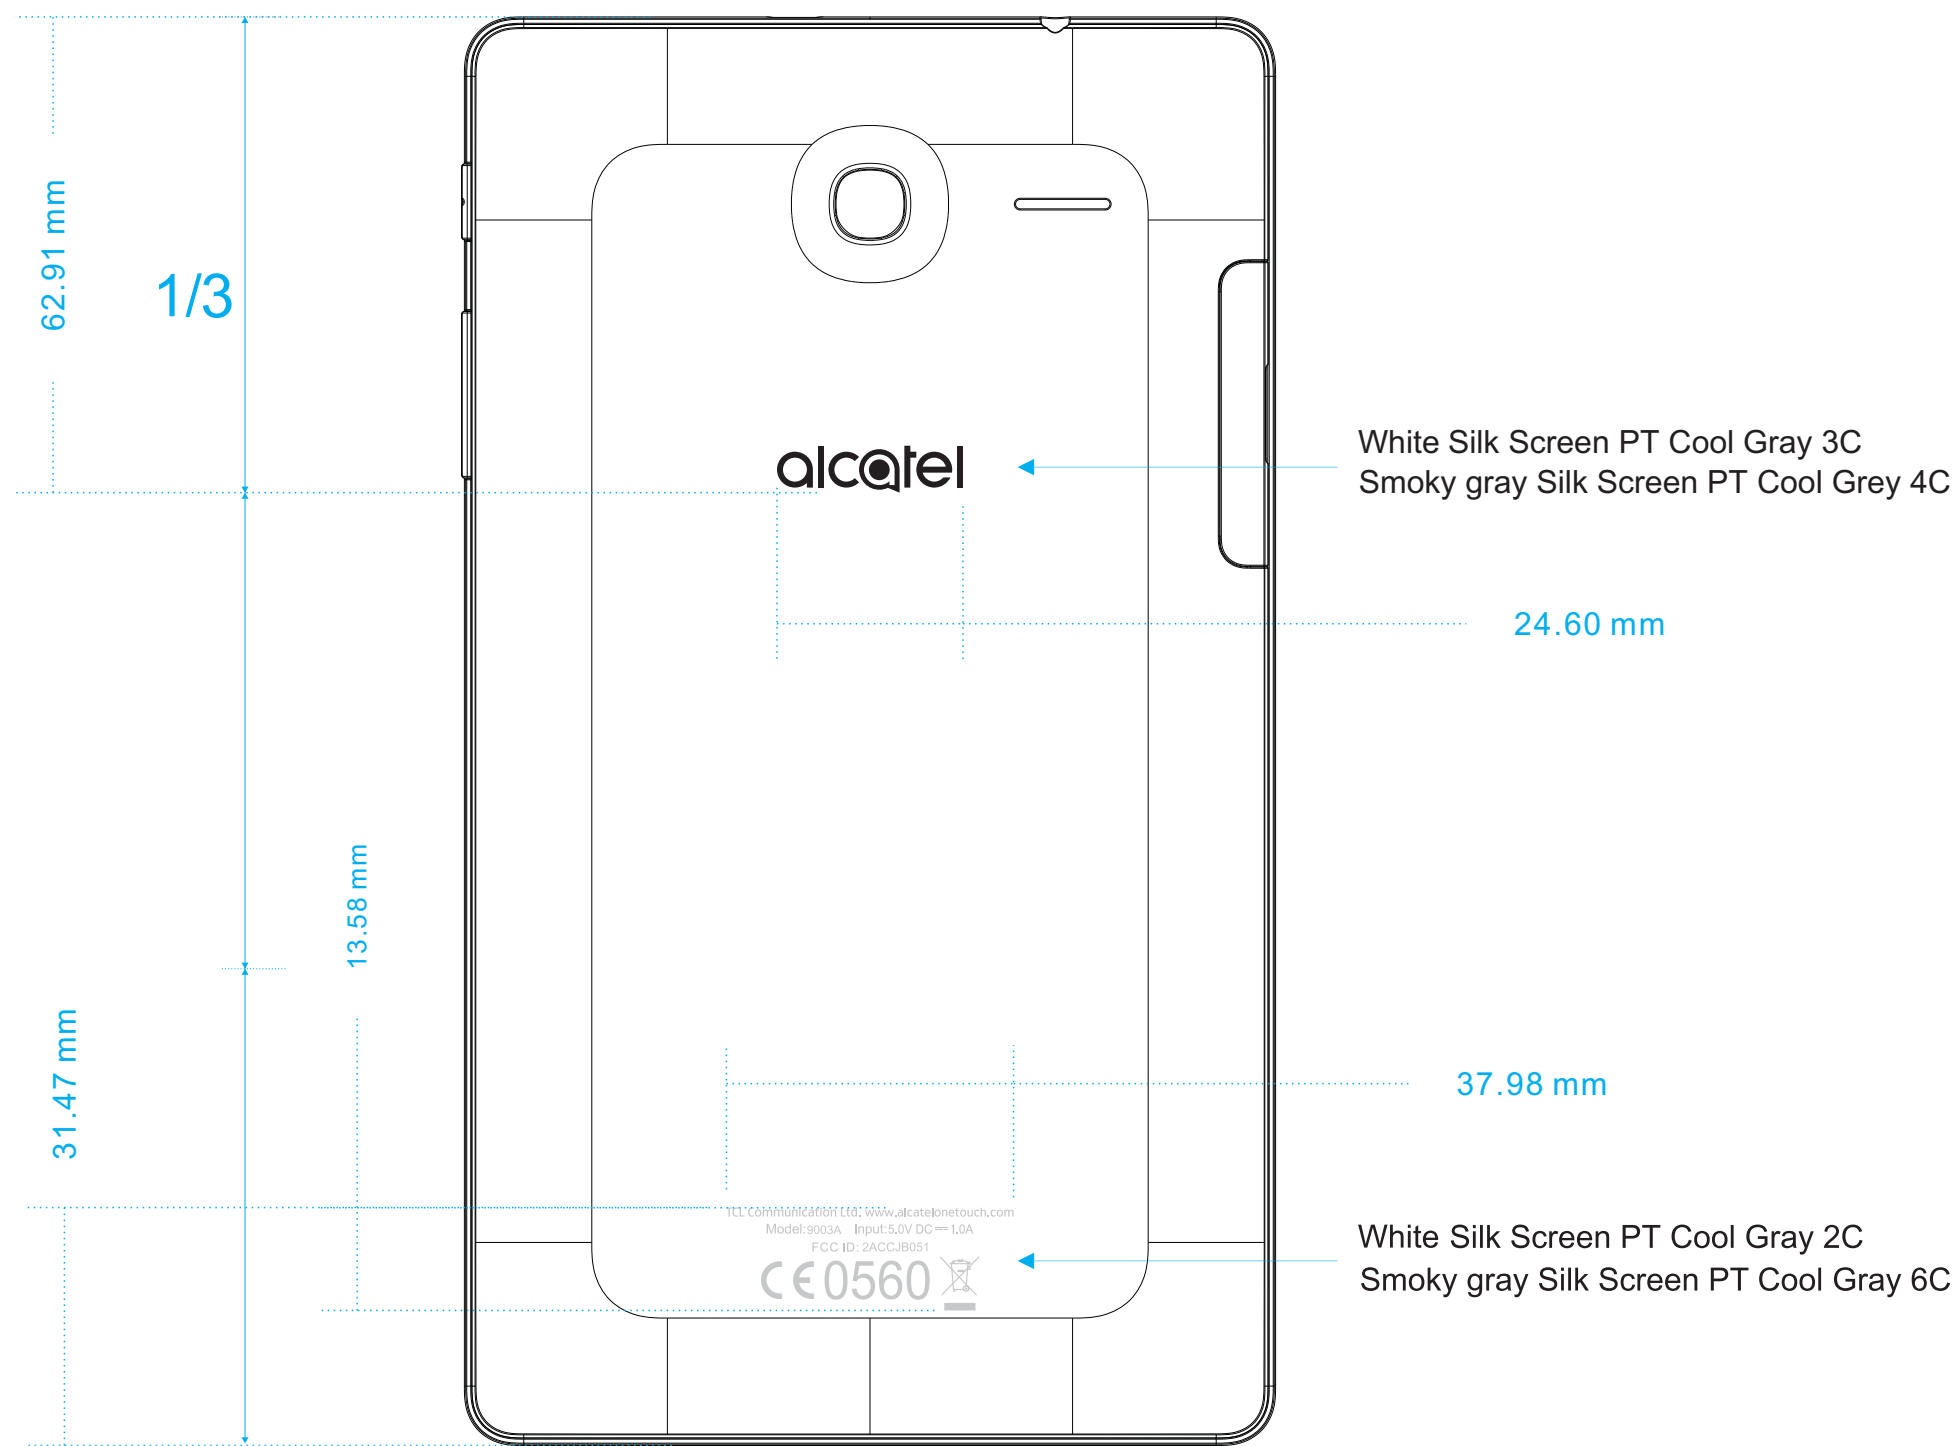 62.91 mm
1/3
alcatel
White Silk Screen PT Cool Gray 3C
Smoky gray Silk Screen PT Cool Grey 4C
24.60 mm
13.58 mm
31.47 mm
37.98 mm
TCL Communication Ltd. www.alcatelonetouch.com
Model:9003A Input:5.0V DC⎓1.0A
FCC ID: 2ACCJB051
CE0560
White Silk Screen PT Cool Gray 2C
Smoky gray Silk Screen PT Cool Gray 6C